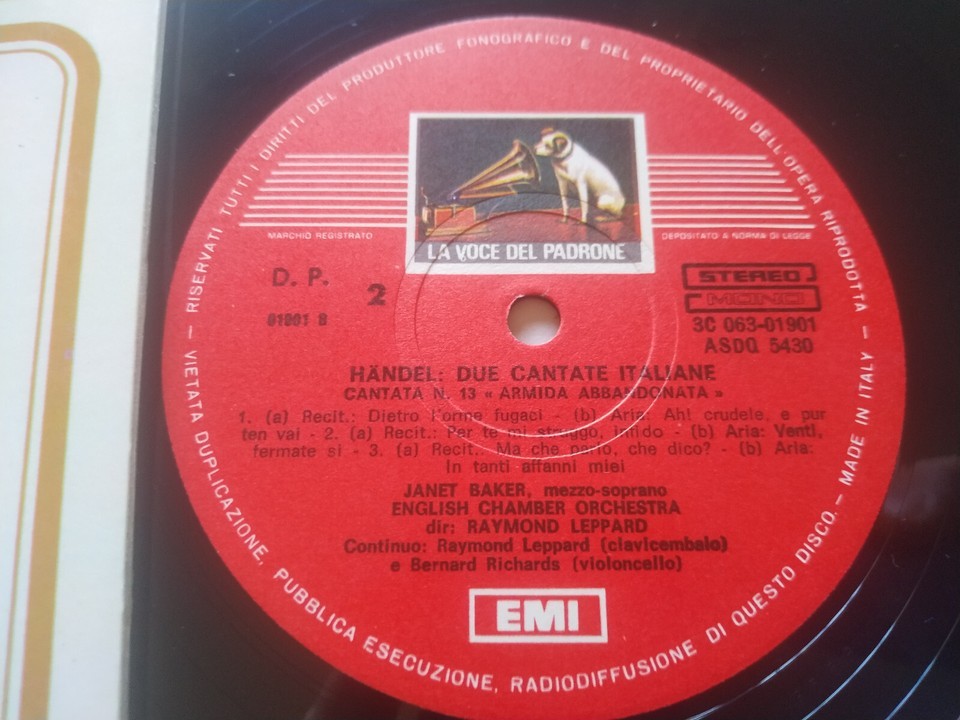 RISERVATI TUTTI I DIRITTI DEL PRODUTTORE FONOGRAFICO E DEL PROPRIETARIO DELL'OPERA RIPRODOTTA — MADE IN ITALY —
VIETATA DUPLICAZIONE, PUBBLICA ESECUZIONE, RADIODIFFUSIONE DI QUESTO DISCO. —
LA VOCE DEL PADRONE
MARCHIO REGISTRATO
DEPOSITATO A NORMA DI LEGGE
D. P.
2
01901 B
STEREO
MONO
3C 063-01901
ASDQ 5430
HÄNDEL: DUE CANTATE ITALIANE
CANTATA N. 13 « ARMIDA ABBANDONATA »
1. (a) Recit.: Dietro l'orme fugaci - (b) Aria: Ah! crudele, e pur
ten vai - 2. (a) Recit.: Per te mi struggo, infido - (b) Aria: Venti,
fermate si - 3. (a) Recit.: Ma che parlo, che dico? - (b) Aria:
In tanti affanni miei
JANET BAKER, mezzo-soprano
ENGLISH CHAMBER ORCHESTRA
dir: RAYMOND LEPPARD
Continuo: Raymond Leppard (clavicembalo)
e Bernard Richards (violoncello)
EMI